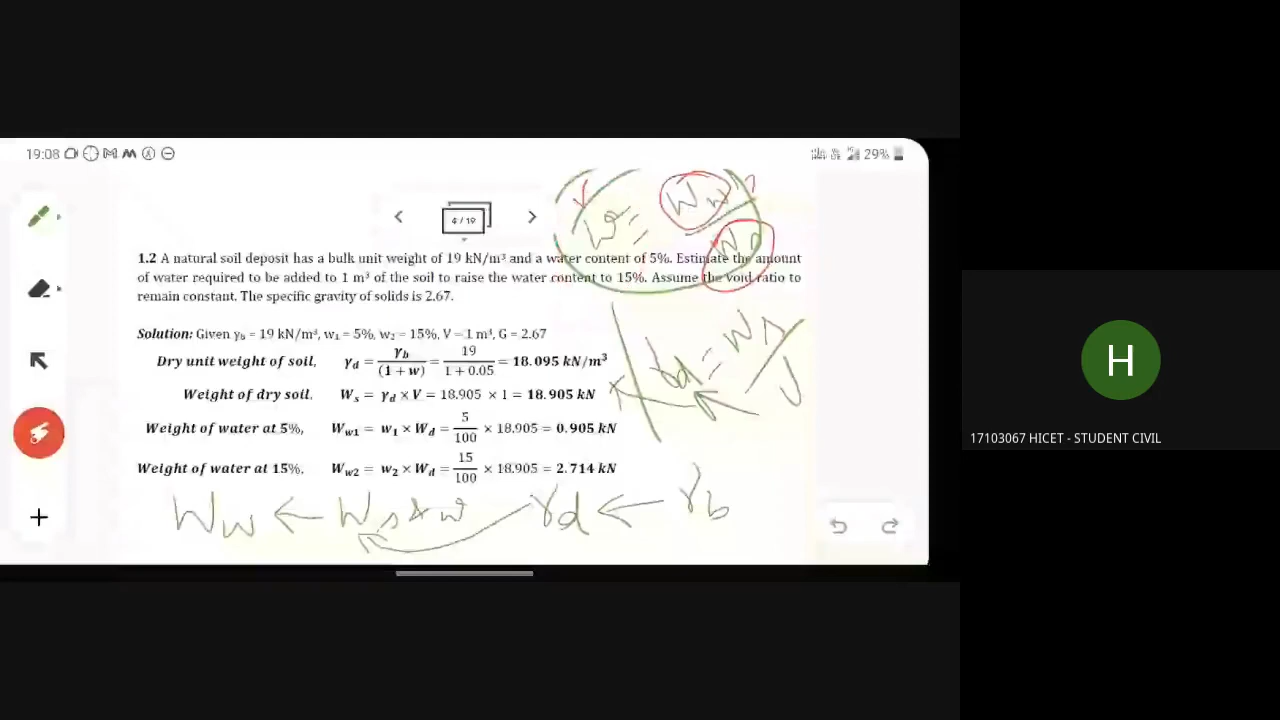 19:08
29%
4 / 19
w = Ww ?
Wd
1.2 A natural soil deposit has a bulk unit weight of 19 kN/m³ and a water content of 5%. Estimate the amount
of water required to be added to 1 m³ of the soil to raise the water content to 15%. Assume the void ratio to
remain constant. The specific gravity of solids is 2.67.
Solution: Given γb = 19 kN/m³, w₁ = 5%, w₂ = 15%, V = 1 m³, G = 2.67
Dry unit weight of soil, γd = γb / (1 + w) = 19 / 1 + 0.05 = 18.095 kN/m³
γd = Ws / V
Weight of dry soil, Ws = γd × V = 18.905 × 1 = 18.905 kN
Weight of water at 5%, Ww1 = w₁ × Wd = 5 / 100 × 18.905 = 0.905 kN
Weight of water at 15%, Ww2 = w₂ × Wd = 15 / 100 × 18.905 = 2.714 kN
Ww ← Ws × w γd ← γb
H
17103067 HICET - STUDENT CIVIL